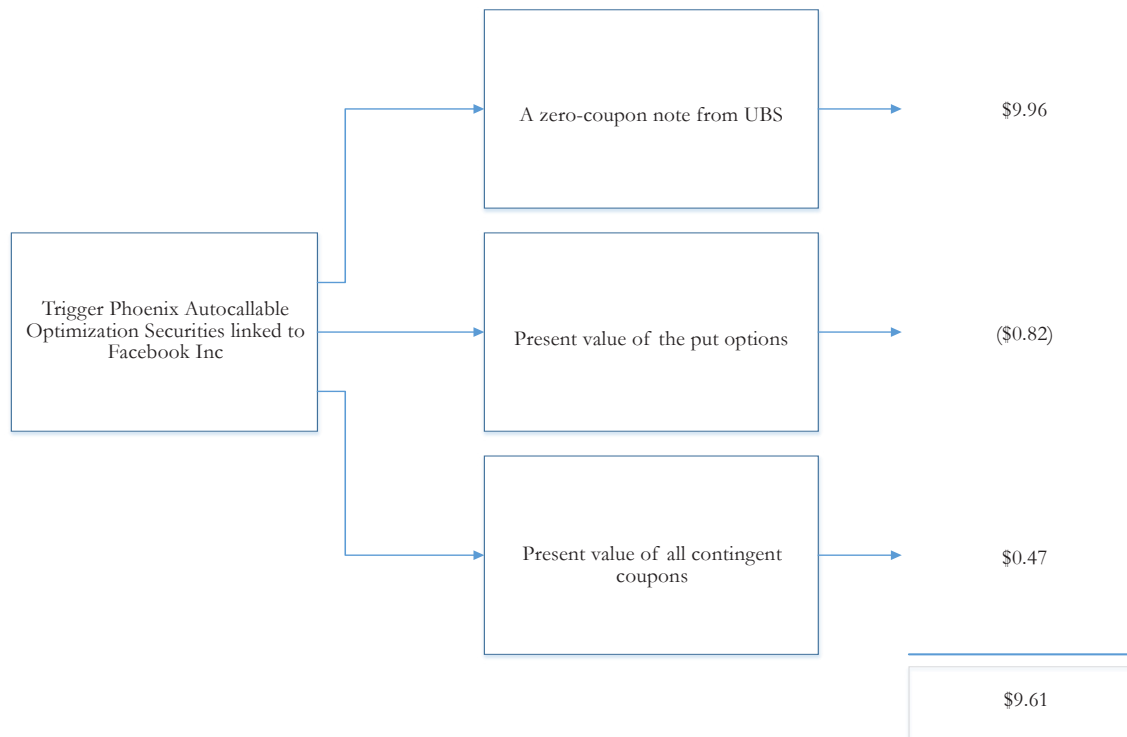 A zero-coupon note from UBS
$9.96
Trigger Phoenix Autocallable
Optimization Securities linked to
Facebook Inc
Present value of the put options
($0.82)
Present value of all contingent
coupons
$0.47
$9.61